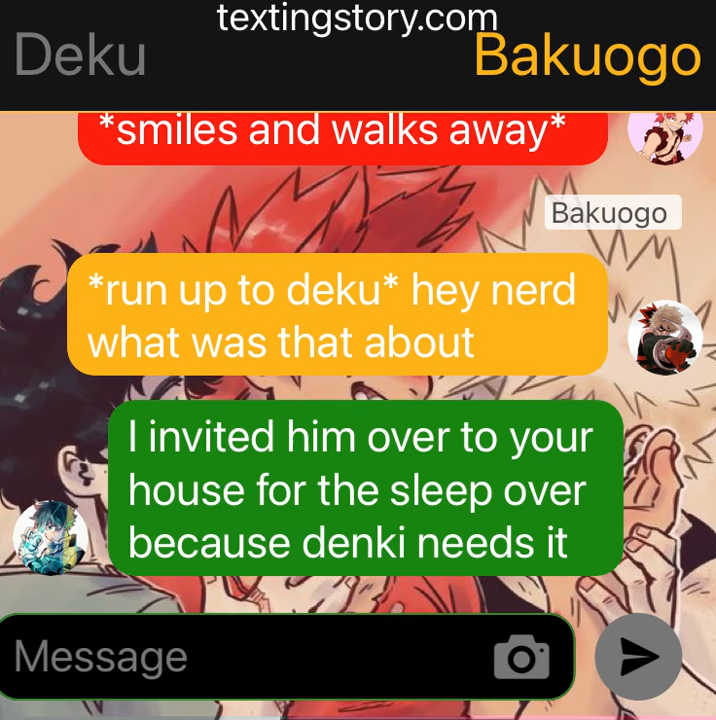 textingstory.com
Deku Bakuogo
*smiles and walks away*
Bakuogo
*run up to deku* hey nerd
what was that about
I invited him over to your
house for the sleep over
because denki needs it
Message